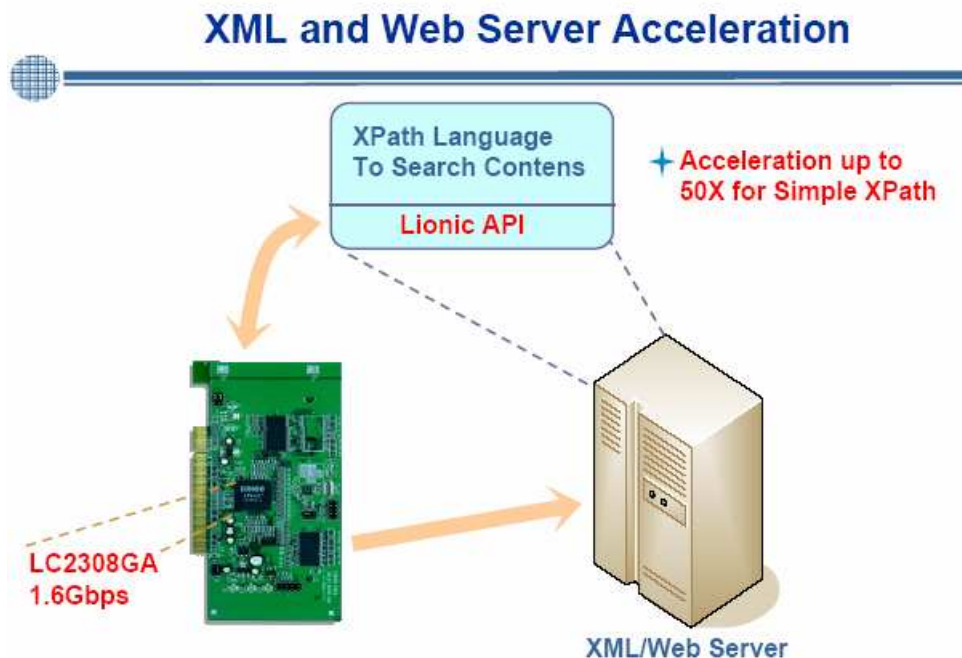 XML and Web Server Acceleration
XPath Language
To Search Contens
Lionic API
Acceleration up to
50X for Simple XPath
LC2308GA
1.6Gbps
XML/Web Server